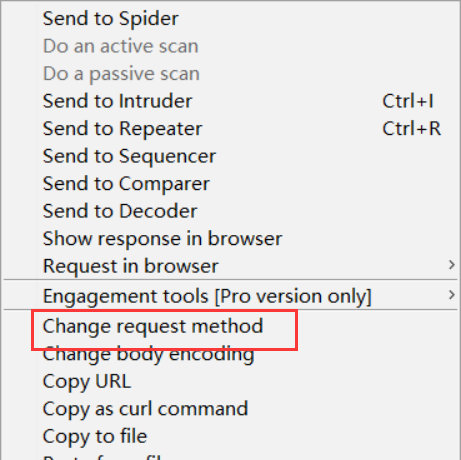 Send to Spider
Do an active scan
Do a passive scan
Send to Intruder Ctrl+I
Send to Repeater Ctrl+R
Send to Sequencer
Send to Comparer
Send to Decoder
Show response in browser
Request in browser
Engagement tools [Pro version only]
Change request method
Change body encoding
Copy URL
Copy as curl command
Copy to file